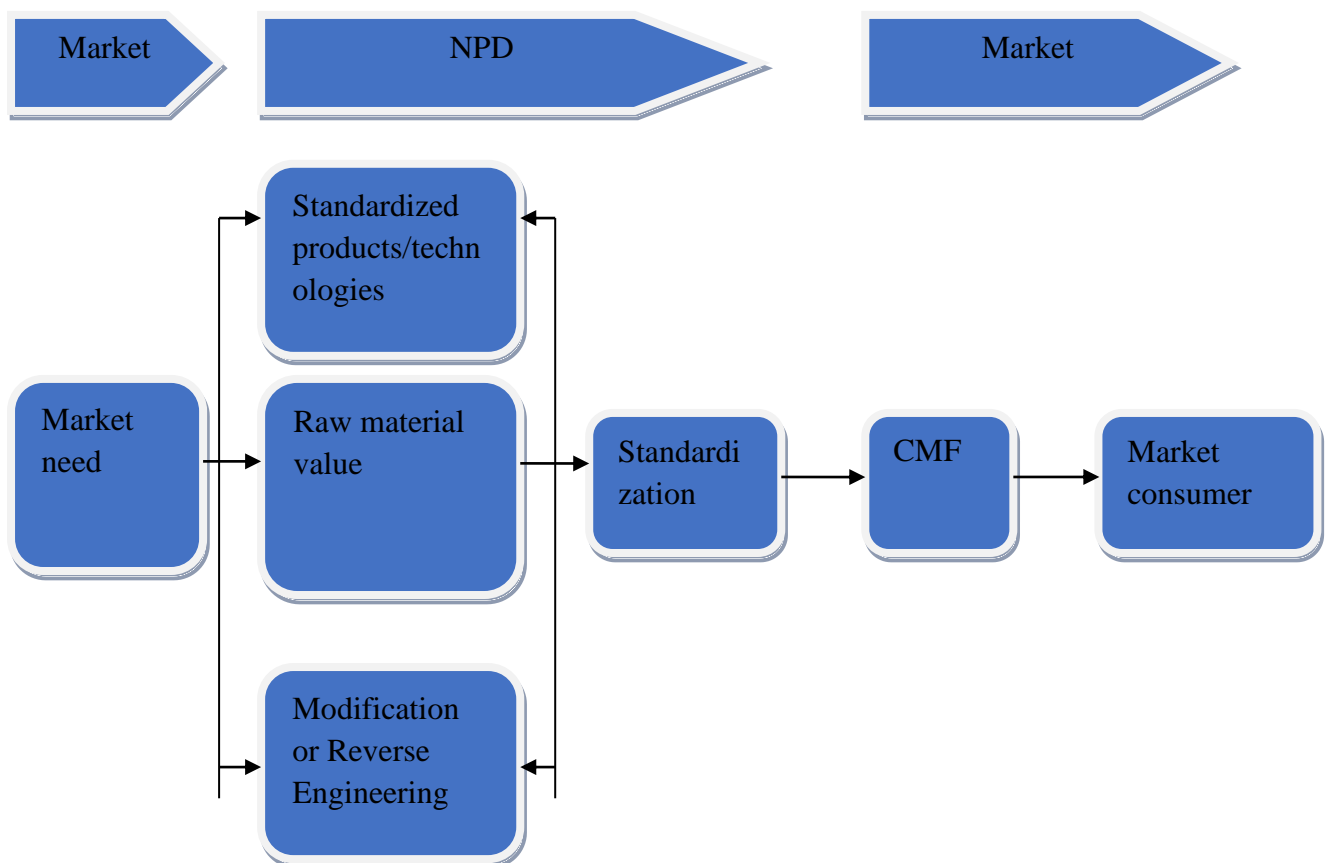 Market
NPD
Market
Standardized
products/techn
ologies
Market
need
Raw material
value
Standardi
zation
CMF
Market
consumer
Modification
or Reverse
Engineering